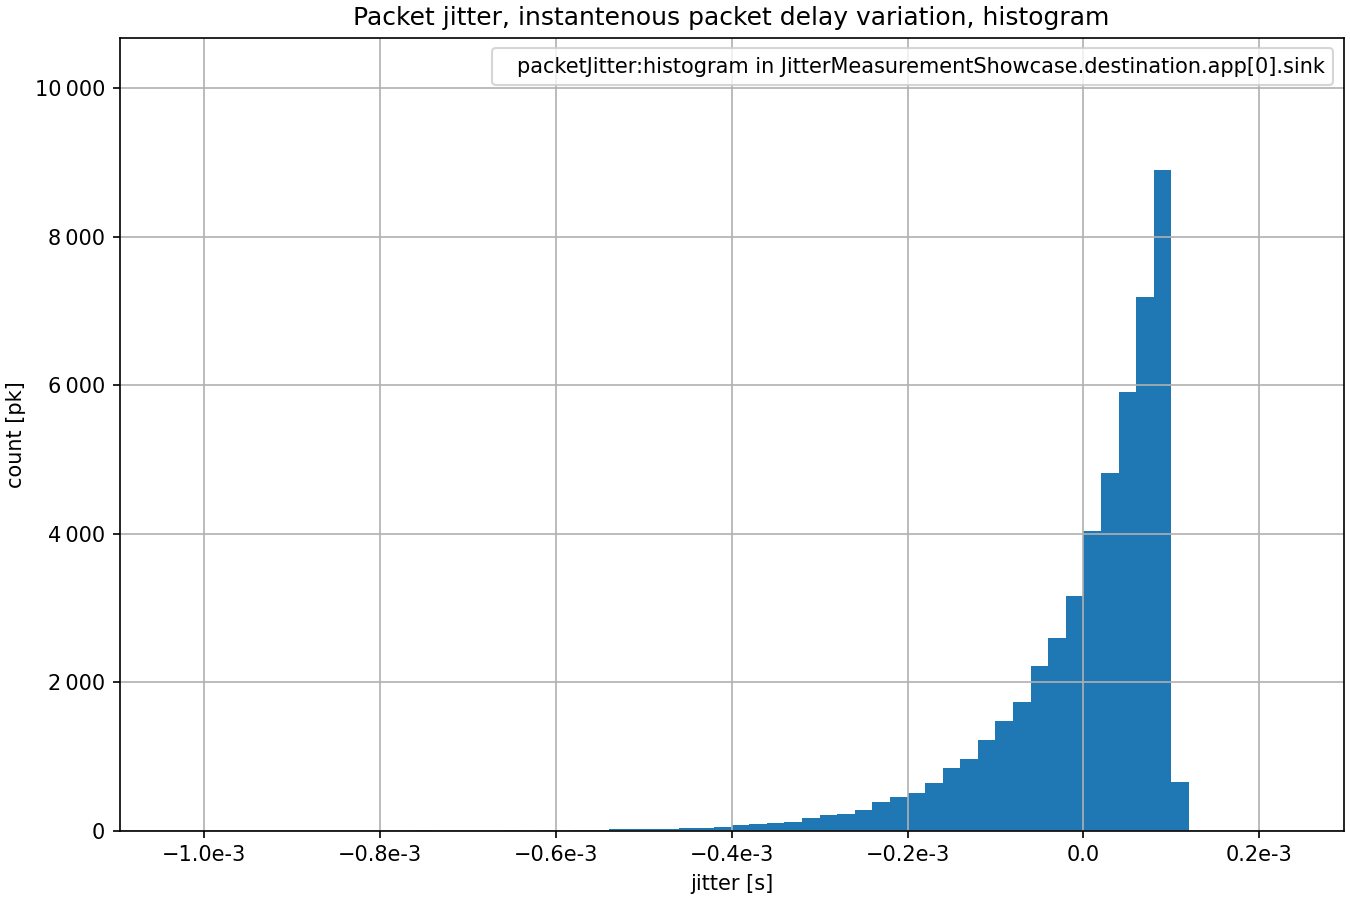 Packet jitter, instantenous packet delay variation, histogram
packetJitter:histogram in JitterMeasurementShowcase.destination.app[0].sink
10 000
8 000
6 000
4 000
2 000
0
count [pk]
−1.0e-3 −0.8e-3 −0.6e-3 −0.4e-3 −0.2e-3 0.0 0.2e-3
jitter [s]